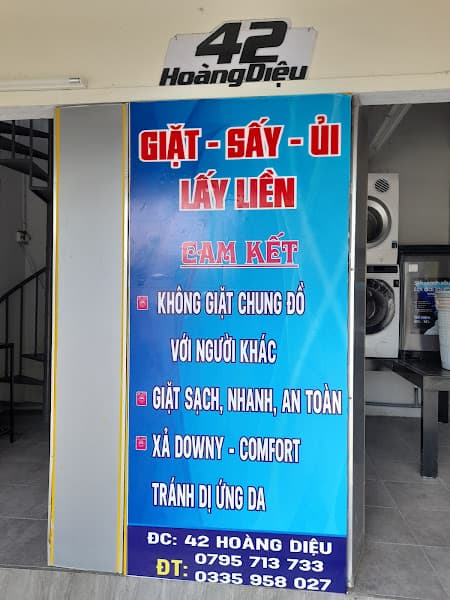 42
Hoàng Diệu
GIẶT - SẤY - ỦI
LẤY LIỀN
CAM KẾT
KHÔNG GIẶT CHUNG ĐỒ
VỚI NGƯỜI KHÁC
GIẶT SẠCH, NHANH, AN TOÀN
XẢ DOWNY - COMFORT
TRÁNH DỊ ỨNG DA
ĐC: 42 HOÀNG DIỆU
ĐT: 0795 713 733
0335 958 027